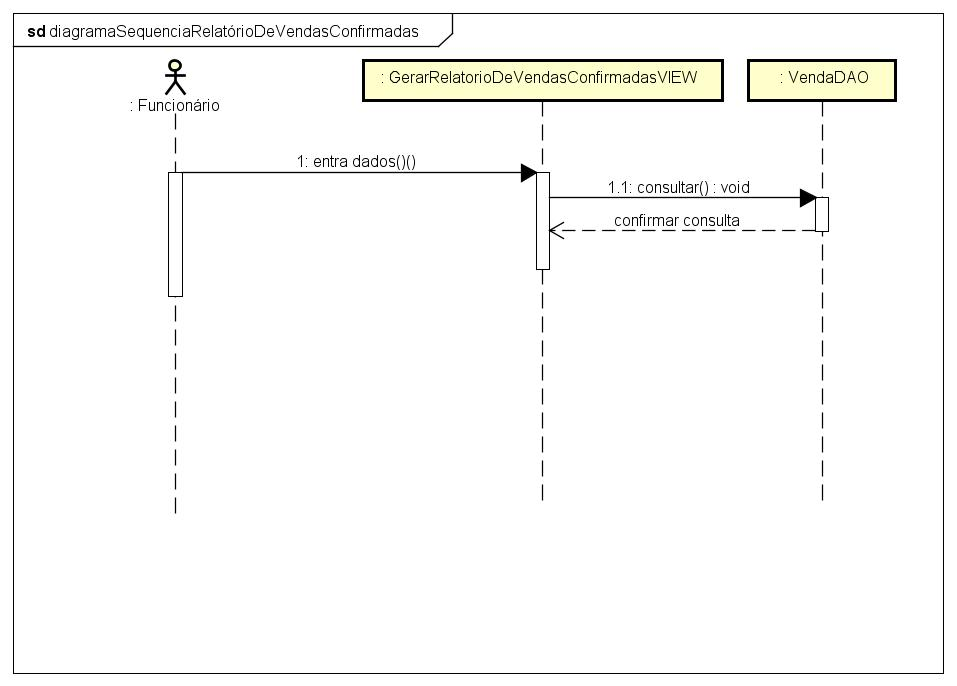 sd diagramaSequenciaRelatórioDeVendasConfirmadas
: Funcionário
: GerarRelatorioDeVendasConfirmadasVIEW
: VendaDAO
1: entra dados()()
1.1: consultar() : void
confirmar consulta